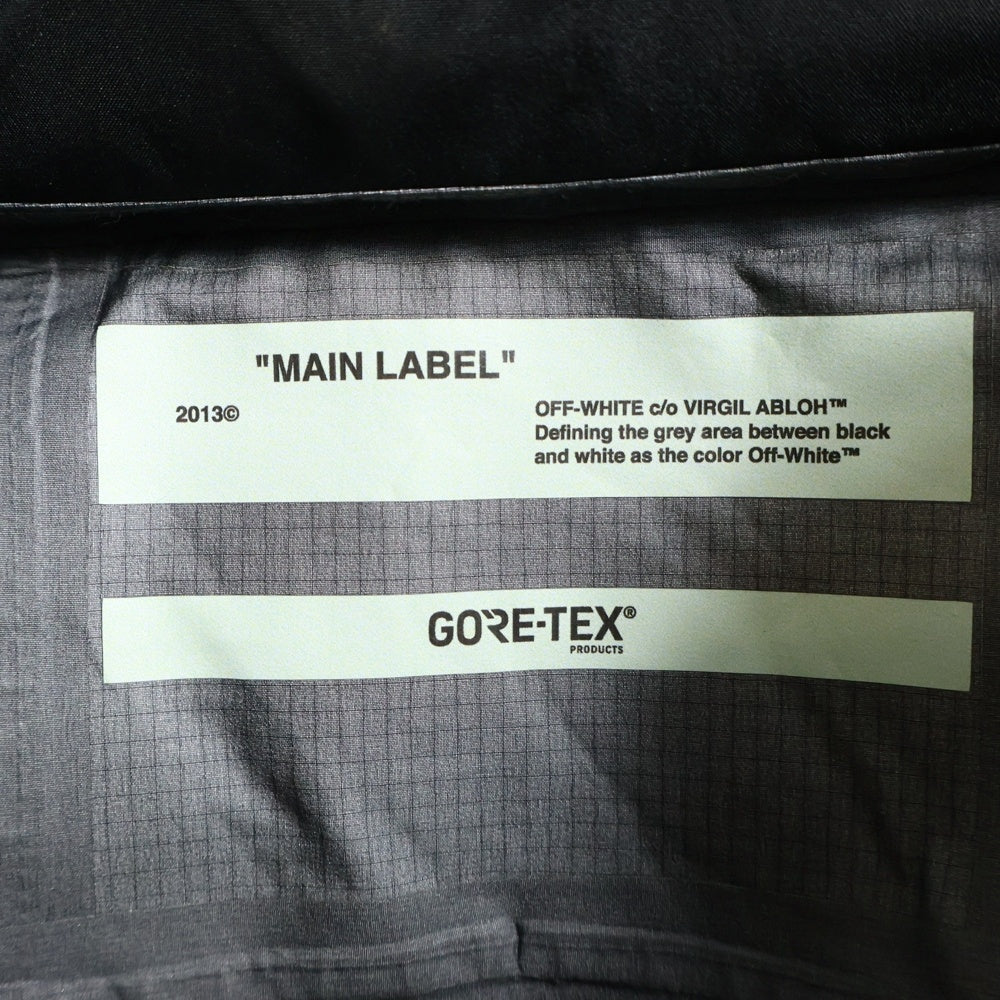 "MAIN LABEL"
2013©
OFF-WHITE c/o VIRGIL ABLOH™
Defining the grey area between black
and white as the color Off-White™
GORE-TEX®
PRODUCTS